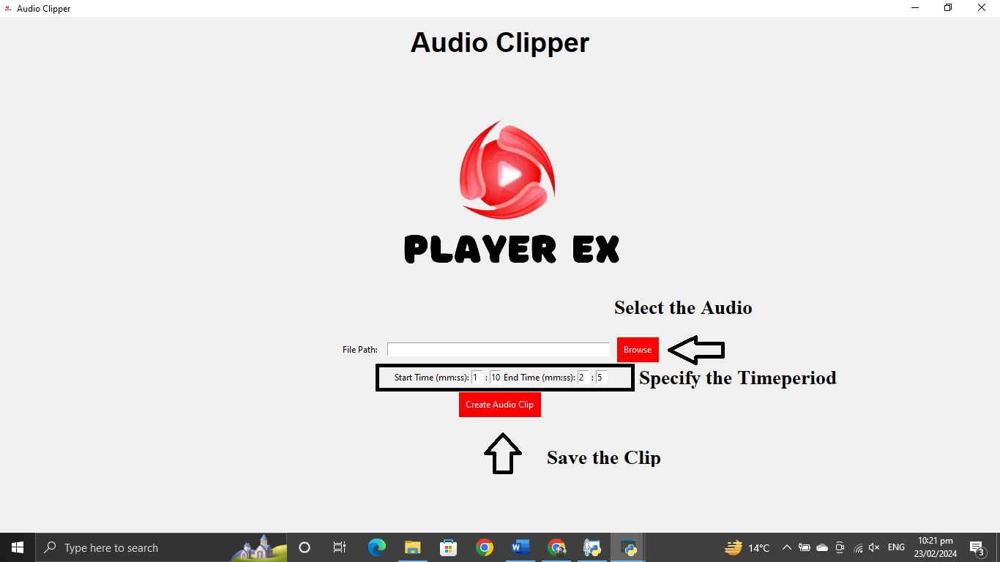 Audio Clipper
Audio Clipper
PLAYER EX
Select the Audio
File Path:
Browse
Start Time (mm:ss): 1 : 10 End Time (mm:ss): 2 : 5
Specify the Timeperiod
Create Audio Clip
Save the Clip
Type here to search
14°C
ENG
10:21 pm
23/02/2024
3